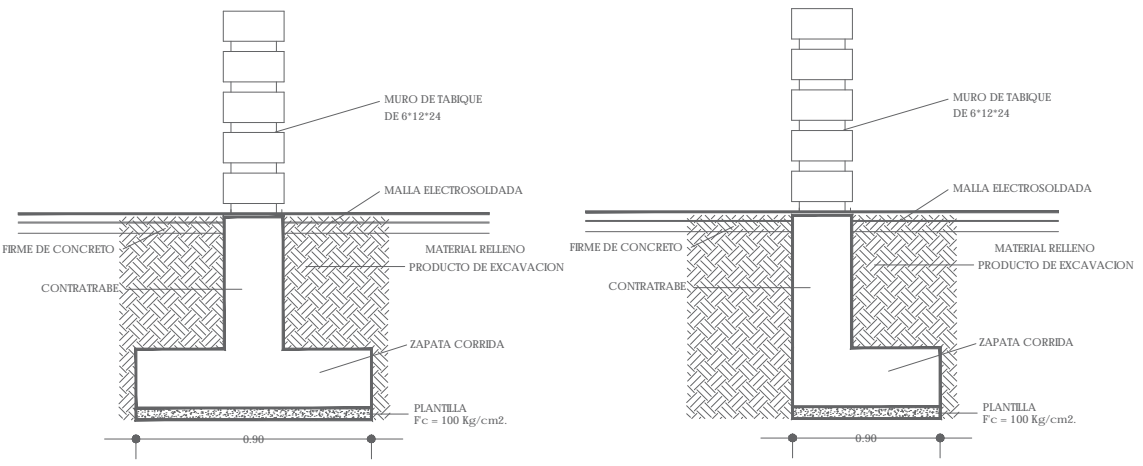 MURO DE TABIQUE
DE 6*12*24
MALLA ELECTROSOLDADA
FIRME DE CONCRETO
MATERIAL RELLENO
PRODUCTO DE EXCAVACION
CONTRATRABE
ZAPATA CORRIDA
PLANTILLA
F'c = 100 Kg/cm2.
0.90
MURO DE TABIQUE
DE 6*12*24
MALLA ELECTROSOLDADA
FIRME DE CONCRETO
MATERIAL RELLENO
PRODUCTO DE EXCAVACION
CONTRATRABE
ZAPATA CORRIDA
PLANTILLA
F'c = 100 Kg/cm2.
0.90